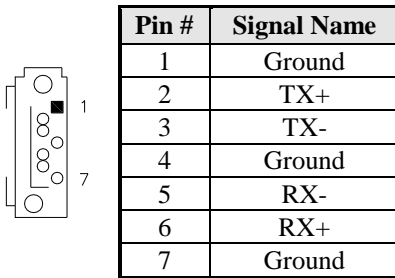 1
7
Pin # Signal Name
1 Ground
2 TX+
3 TX-
4 Ground
5 RX-
6 RX+
7 Ground